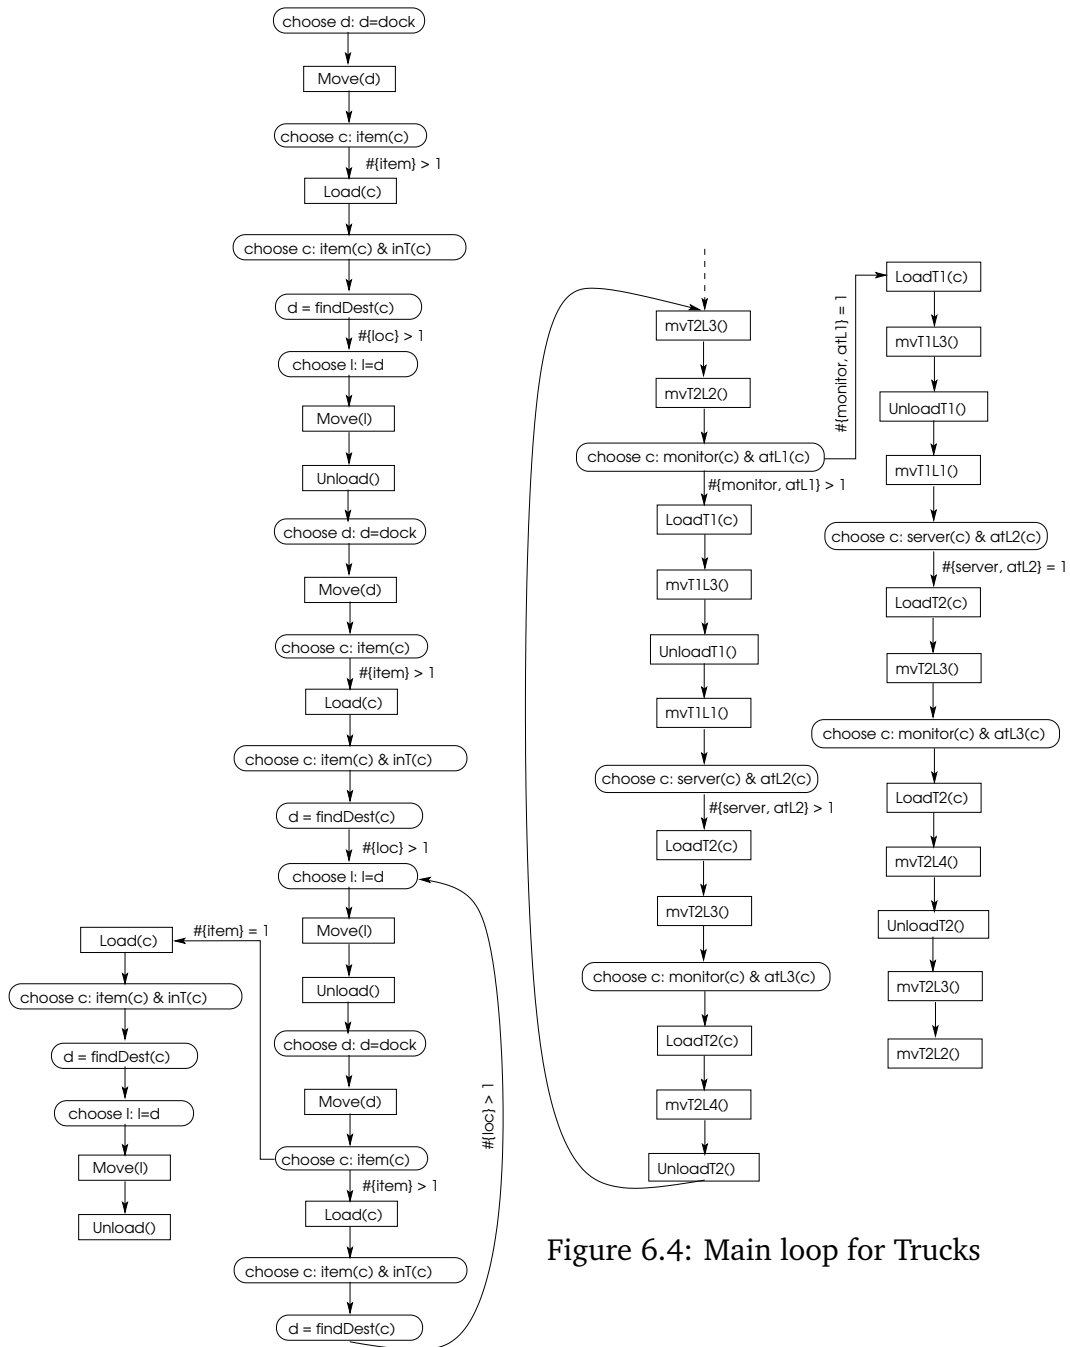 choose d: d=dock
Move(d)
choose c: item(c)
#{item} > 1
Load(c)
choose c: item(c) & inT(c)
d = findDest(c)
#{loc} > 1
choose l: l=d
Move(l)
Unload()
choose d: d=dock
Move(d)
choose c: item(c)
#{item} > 1
Load(c)
choose c: item(c) & inT(c)
d = findDest(c)
#{loc} > 1
choose l: l=d
Move(l)
Unload()
choose d: d=dock
Move(d)
choose c: item(c)
#{item} > 1
Load(c)
choose c: item(c) & inT(c)
d = findDest(c)
#{loc} > 1
#{item} = 1
Load(c)
choose c: item(c) & inT(c)
d = findDest(c)
choose l: l=d
Move(l)
Unload()
mvT2L3()
mvT2L2()
choose c: monitor(c) & atL1(c)
#{monitor, atL1} > 1
LoadT1(c)
mvT1L3()
UnloadT1()
mvT1L1()
choose c: server(c) & atL2(c)
#{server, atL2} > 1
LoadT2(c)
mvT2L3()
choose c: monitor(c) & atL3(c)
LoadT2(c)
mvT2L4()
UnloadT2()
#{monitor, atL1} = 1
LoadT1(c)
mvT1L3()
UnloadT1()
mvT1L1()
choose c: server(c) & atL2(c)
#{server, atL2} = 1
LoadT2(c)
mvT2L3()
choose c: monitor(c) & atL3(c)
LoadT2(c)
mvT2L4()
UnloadT2()
mvT2L3()
mvT2L2()
Figure 6.4: Main loop for Trucks